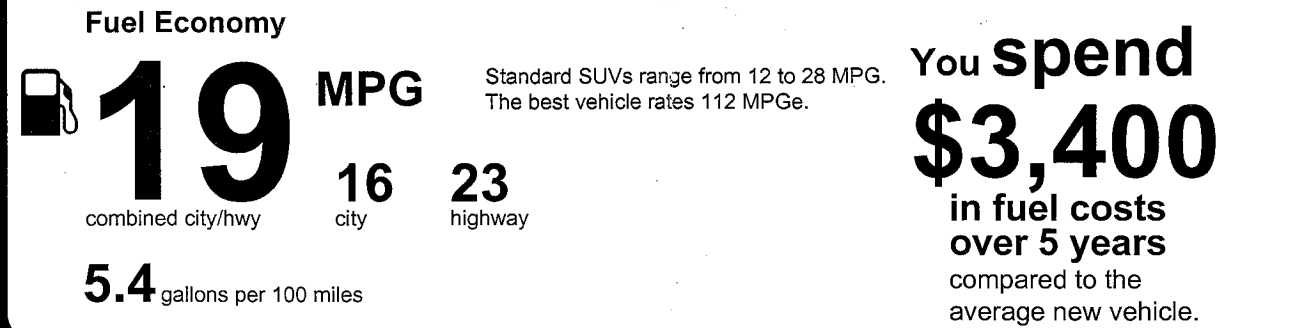 Fuel Economy
19 MPG
combined city/hwy
16
city
23
highway
5.4 gallons per 100 miles
Standard SUVs range from 12 to 28 MPG.
The best vehicle rates 112 MPGe.
You spend
$3,400
in fuel costs
over 5 years
compared to the
average new vehicle.